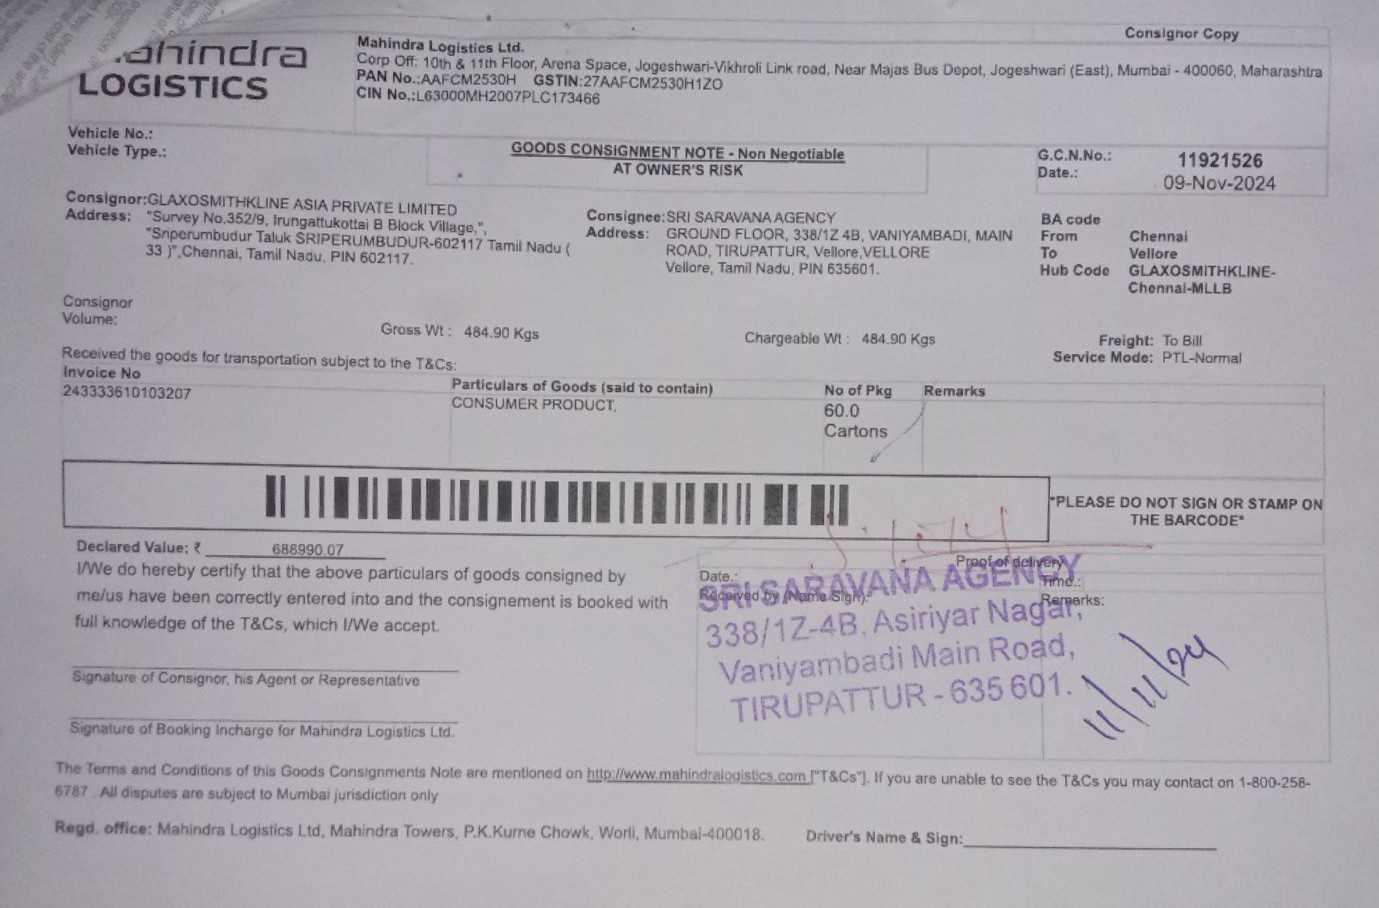 Consignor Copy
mahindra
LOGISTICS
Mahindra Logistics Ltd.
Corp Off: 10th & 11th Floor, Arena Space, Jogeshwari-Vikhroli Link road, Near Majas Bus Depot, Jogeshwari (East), Mumbai - 400060, Maharashtra
PAN No.:AAFCM2530H GSTIN:27AAFCM2530H1ZO
CIN No.:L63000MH2007PLC173466
Vehicle No.:
Vehicle Type.:
GOODS CONSIGNMENT NOTE - Non Negotiable
AT OWNER'S RISK
G.C.N.No.: 11921526
Date.: 09-Nov-2024
Consignor:GLAXOSMITHKLINE ASIA PRIVATE LIMITED
Address: "Survey No.352/9, Irungattukottai B Block Village,",
"Sriperumbudur Taluk SRIPERUMBUDUR-602117 Tamil Nadu (
33 )",Chennai, Tamil Nadu, PIN 602117.
Consignee:SRI SARAVANA AGENCY
Address: GROUND FLOOR, 338/1Z 4B, VANIYAMBADI, MAIN
ROAD, TIRUPATTUR, Vellore,VELLORE
Vellore, Tamil Nadu, PIN 635601.
BA code
From Chennai
To Vellore
Hub Code GLAXOSMITHKLINE-
Chennai-MLLB
Consignor
Volume:
Gross Wt : 484.90 Kgs
Chargeable Wt : 484.90 Kgs
Freight: To Bill
Service Mode: PTL-Normal
Received the goods for transportation subject to the T&Cs:
Invoice No
243333610103207
Particulars of Goods (said to contain)
CONSUMER PRODUCT,
No of Pkg
60.0
Cartons
Remarks
*PLEASE DO NOT SIGN OR STAMP ON
THE BARCODE*
Declared Value: ₹ 688990.07
I/We do hereby certify that the above particulars of goods consigned by
me/us have been correctly entered into and the consignement is booked with
full knowledge of the T&Cs, which I/We accept.
Signature of Consignor, his Agent or Representative
Signature of Booking Incharge for Mahindra Logistics Ltd.
Proof of delivery
Date.:
Time.:
Received by (Name Sign):
Remarks:
SRI SARAVANA AGENCY
338/1Z-4B, Asiriyar Nagar,
Vaniyambadi Main Road,
TIRUPATTUR - 635 601.
11/11/24
The Terms and Conditions of this Goods Consignments Note are mentioned on http://www.mahindralogistics.com ["T&Cs"]. If you are unable to see the T&Cs you may contact on 1-800-258-
6787 . All disputes are subject to Mumbai jurisdiction only
Regd. office: Mahindra Logistics Ltd, Mahindra Towers, P.K.Kurne Chowk, Worli, Mumbai-400018.
Driver's Name & Sign: